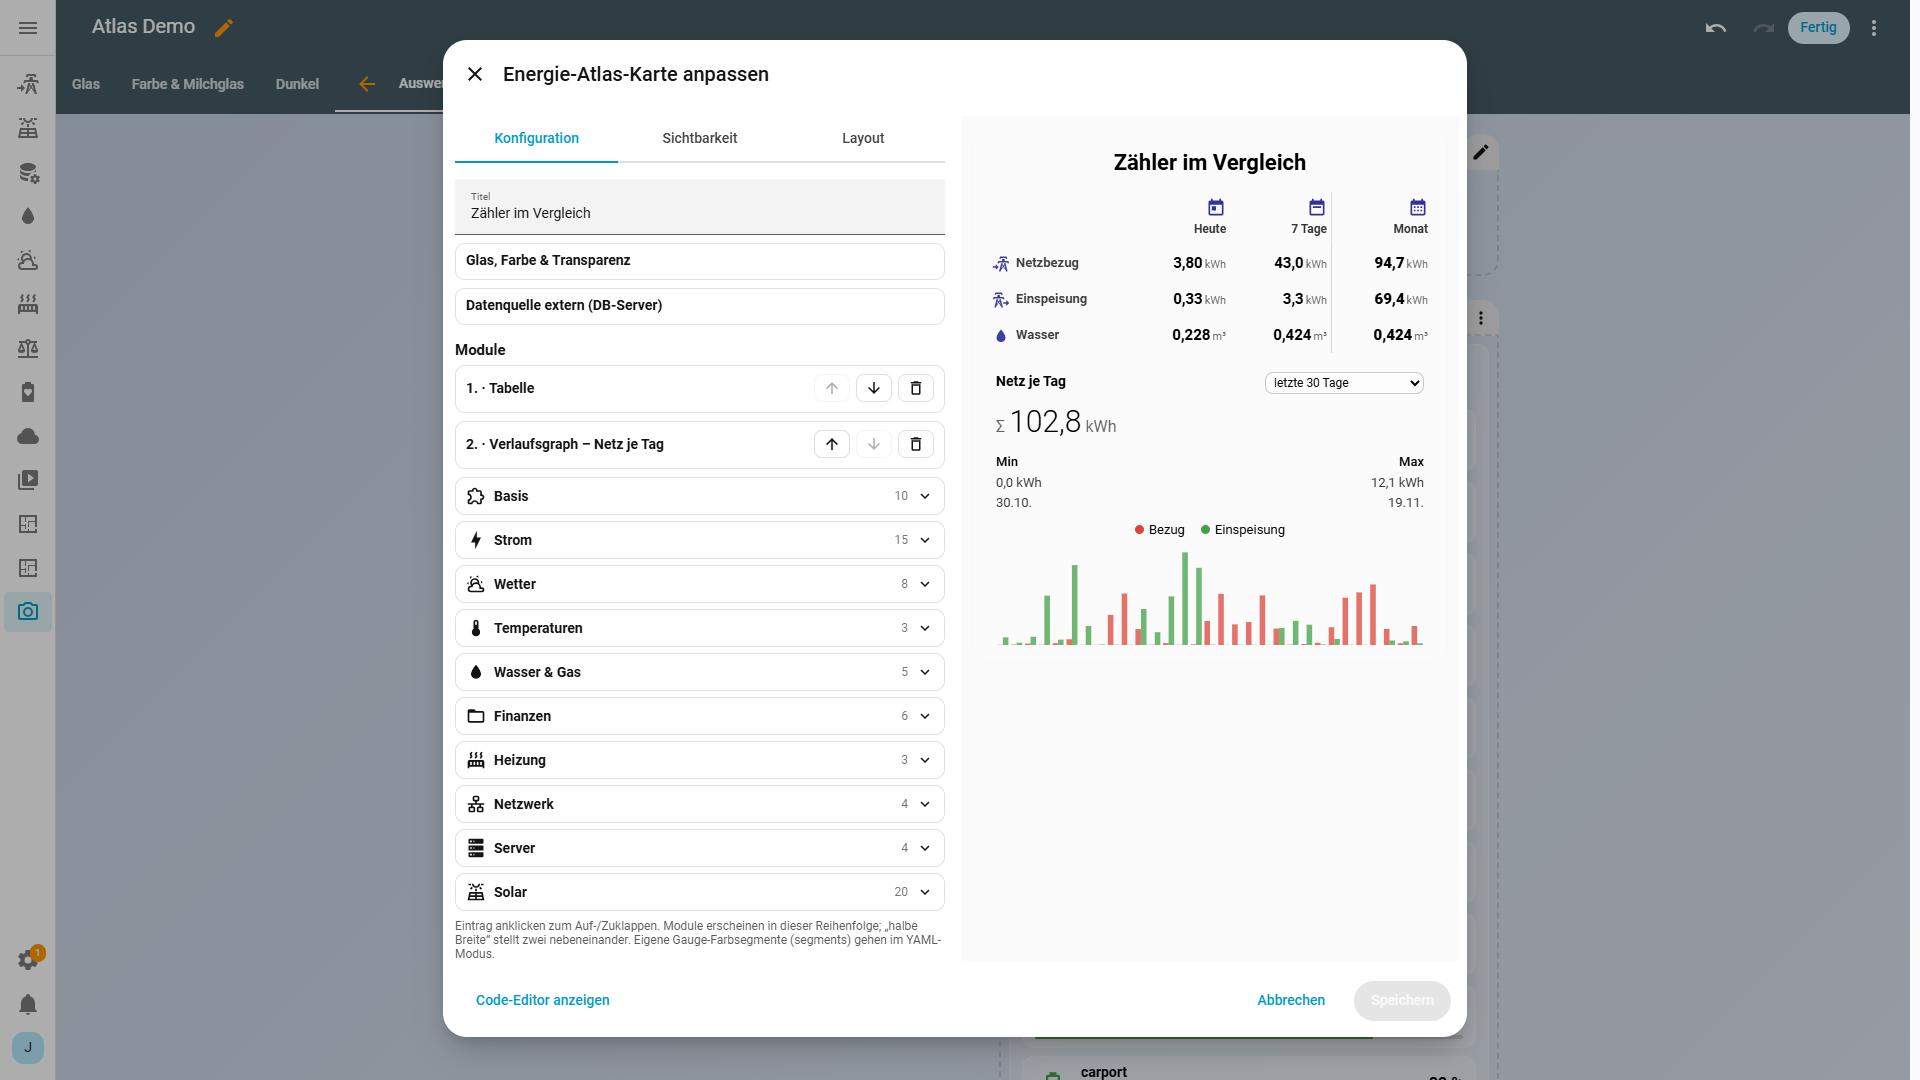 Atlas Demo
Fertig
Glas
Farbe & Milchglas
Dunkel
Energie-Atlas-Karte anpassen
Konfiguration
Sichtbarkeit
Layout
Titel
Zähler im Vergleich
Glas, Farbe & Transparenz
Datenquelle extern (DB-Server)
Module
1. · Tabelle
2. · Verlaufsgraph – Netz je Tag
Basis 10
Strom 15
Wetter 8
Temperaturen 3
Wasser & Gas 5
Finanzen 6
Heizung 3
Netzwerk 4
Server 4
Solar 20
Eintrag anklicken zum Auf-/Zuklappen. Module erscheinen in dieser Reihenfolge; „halbe
Breite“ stellt zwei nebeneinander. Eigene Gauge-Farbsegmente (segments) gehen im YAML-
Modus.
Zähler im Vergleich
Heute 7 Tage Monat
Netzbezug 3,80 kWh 43,0 kWh 94,7 kWh
Einspeisung 0,33 kWh 3,3 kWh 69,4 kWh
Wasser 0,228 m³ 0,424 m³ 0,424 m³
Netz je Tag
letzte 30 Tage
Σ 102,8 kWh
Min Max
0,0 kWh 12,1 kWh
30.10. 19.11.
Bezug Einspeisung
Code-Editor anzeigen
Abbrechen
Speichern
1
J
carport